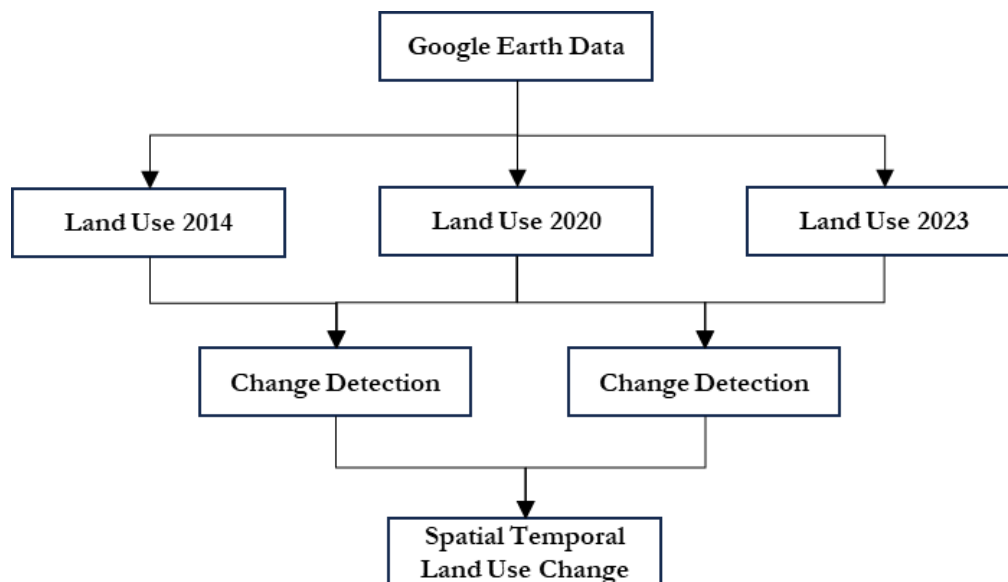 Google Earth Data
Land Use 2014
Land Use 2020
Land Use 2023
Change Detection
Change Detection
Spatial Temporal
Land Use Change